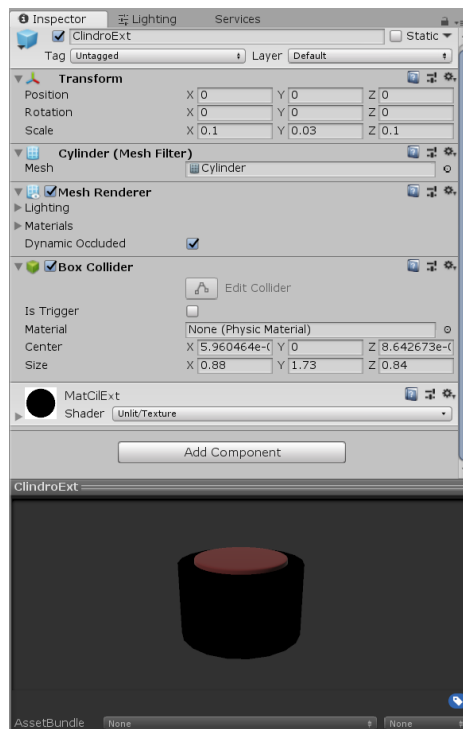 Inspector Lighting Services
ClindroExt Static
Tag Untagged Layer Default
Transform
Position X 0 Y 0 Z 0
Rotation X 0 Y 0 Z 0
Scale X 0.1 Y 0.03 Z 0.1
Cylinder (Mesh Filter)
Mesh Cylinder
Mesh Renderer
Lighting
Materials
Dynamic Occluded
Box Collider
Edit Collider
Is Trigger
Material None (Physic Material)
Center X 5.960464e-( Y 0 Z 8.642673e-(
Size X 0.88 Y 1.73 Z 0.84
MatCilExt
Shader Unlit/Texture
Add Component
ClindroExt
AssetBundle None None